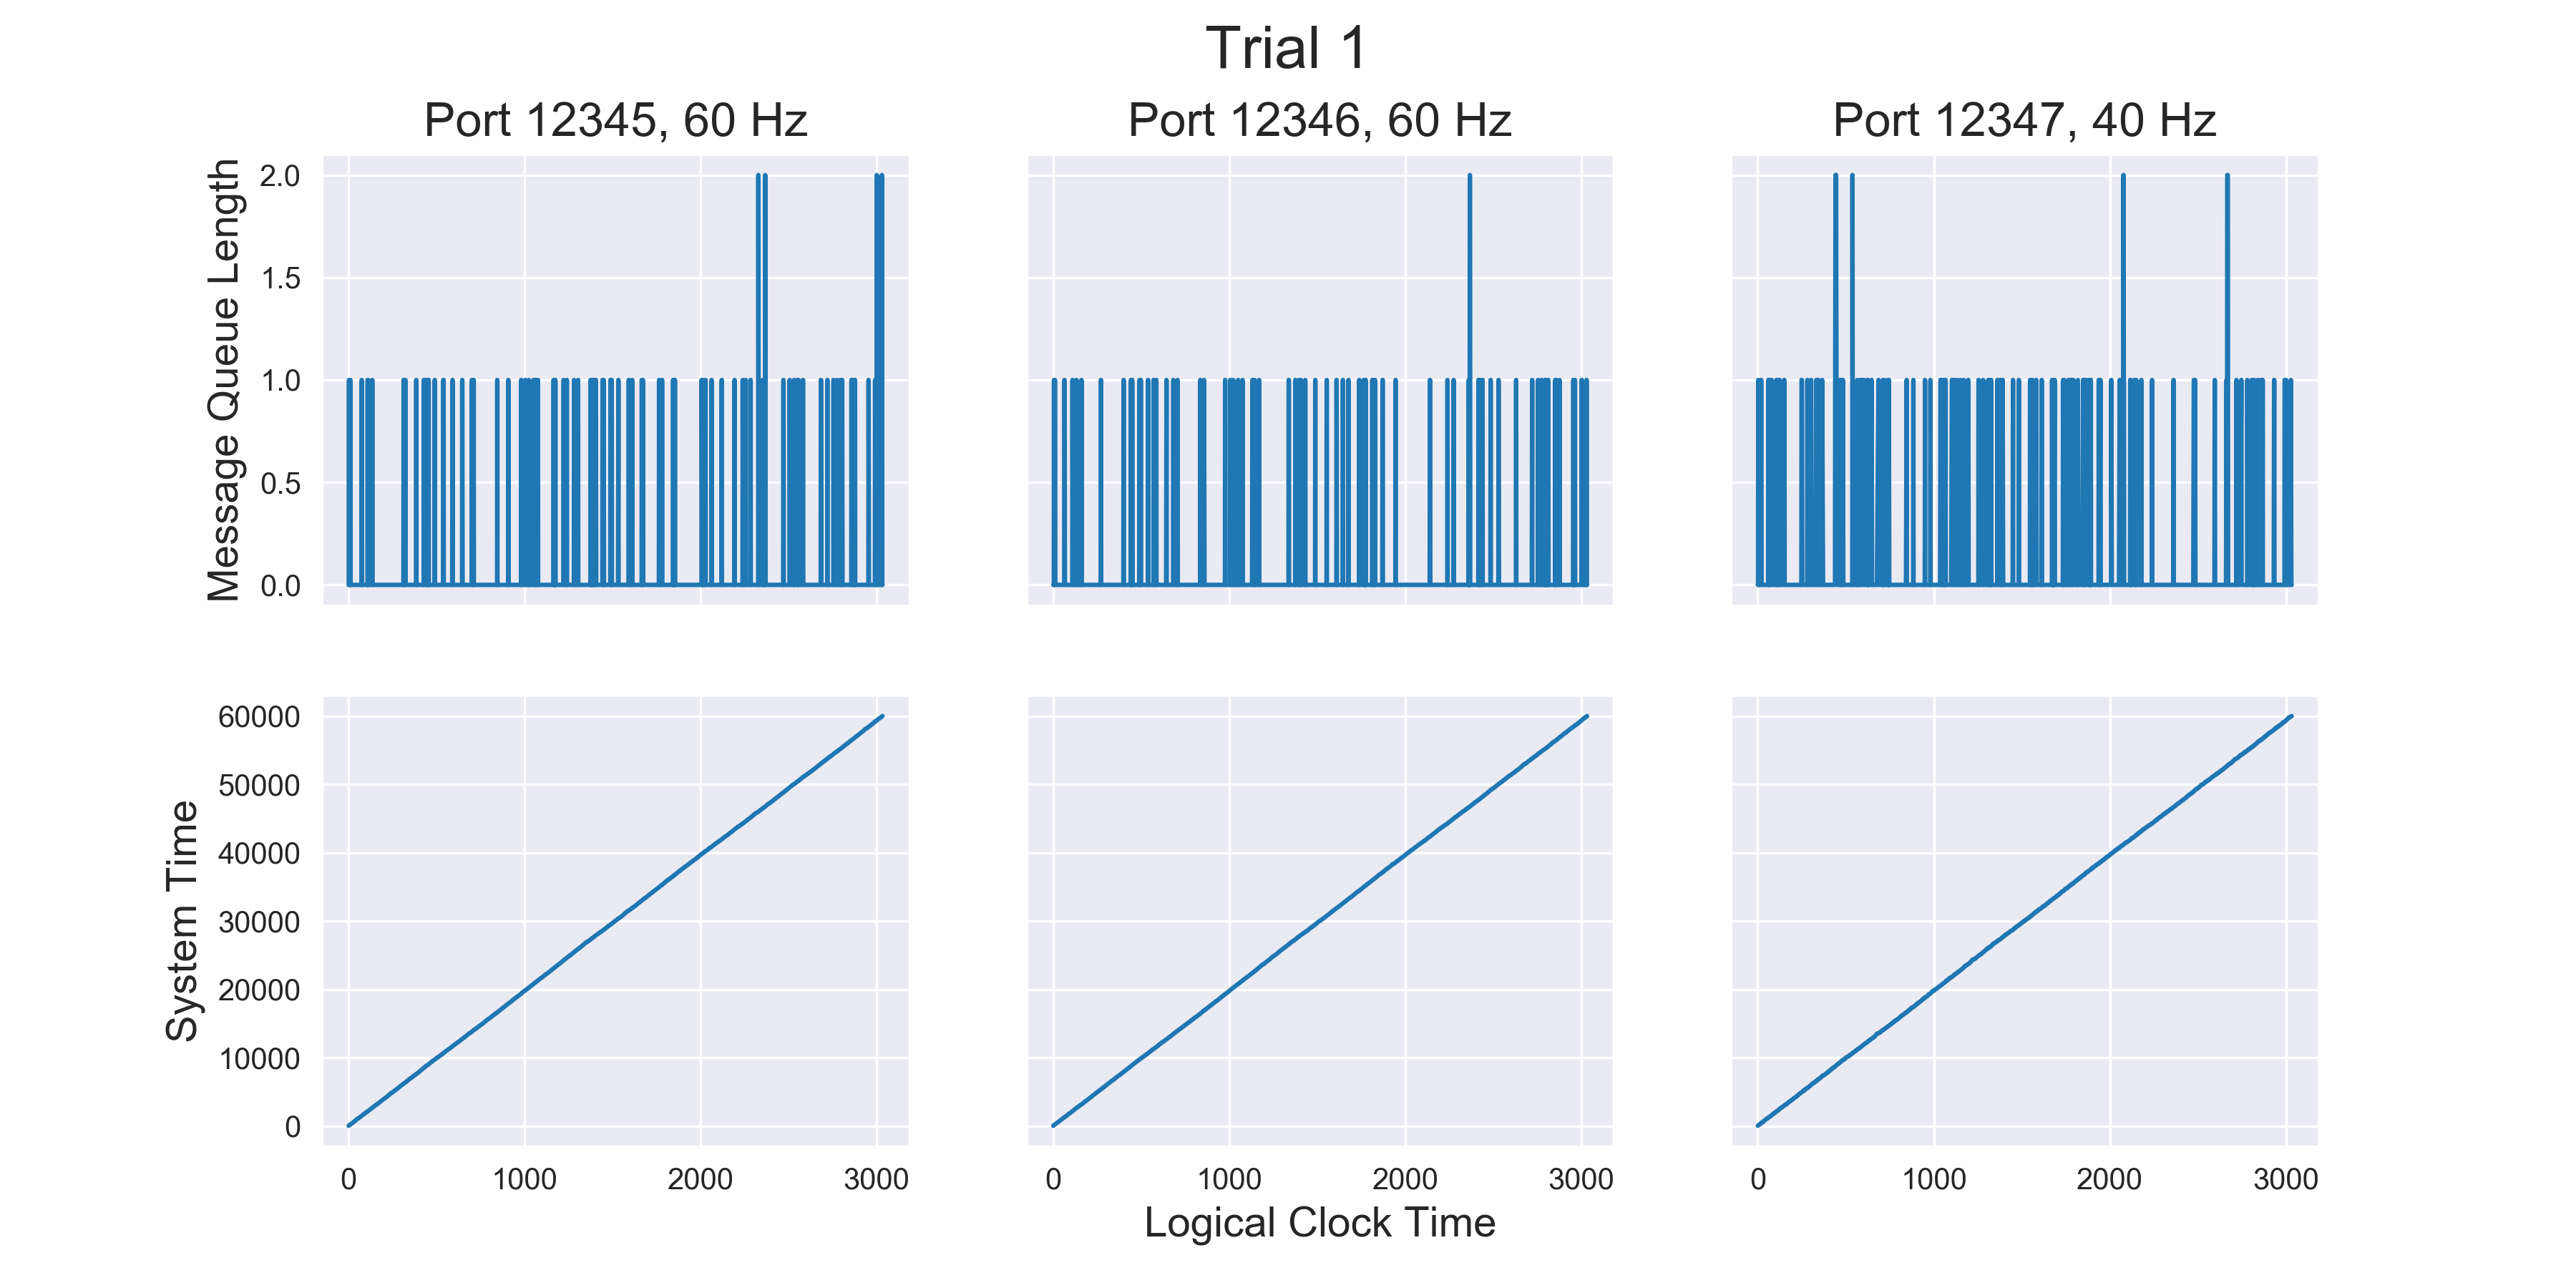 Trial 1
Port 12345, 60 Hz
Port 12346, 60 Hz
Port 12347, 40 Hz
Message Queue Length
2.0
1.5
1.0
0.5
0.0
System Time
60000
50000
40000
30000
20000
10000
0
0 1000 2000 3000
0 1000 2000 3000
0 1000 2000 3000
Logical Clock Time